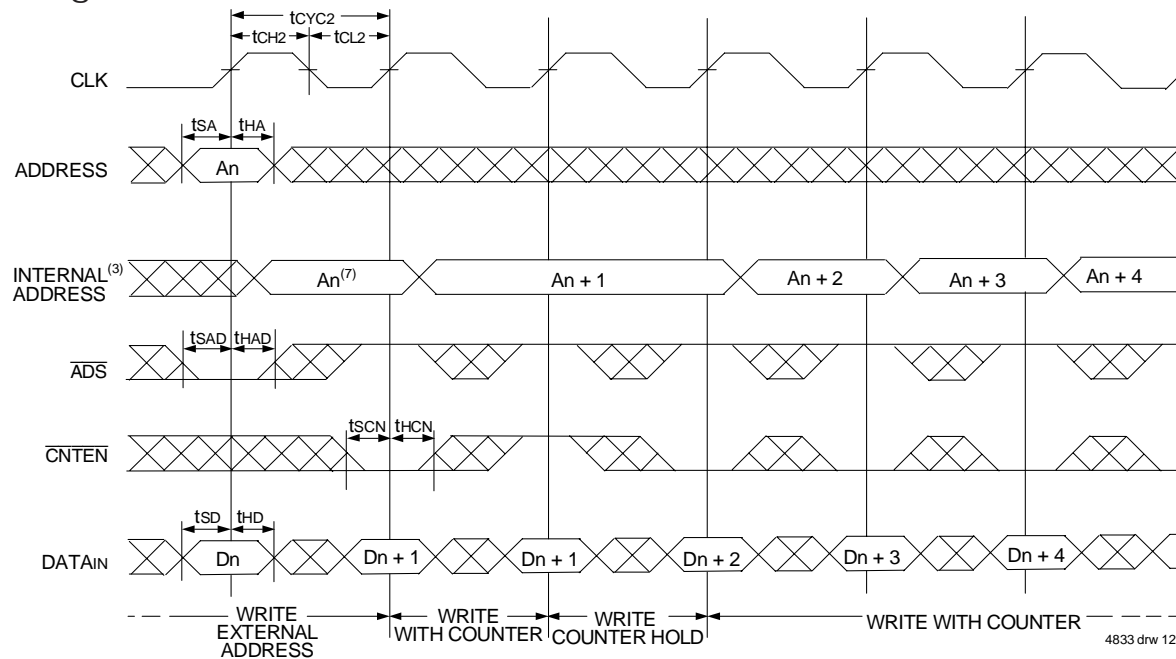 tCYC2
tCH2 tCL2
CLK
tSA tHA
ADDRESS An
INTERNAL(3) ADDRESS An(7) An + 1 An + 2 An + 3 An + 4
tSAD tHAD
ADS
tSCN tHCN
CNTEN
tSD tHD
DATAIN Dn Dn + 1 Dn + 1 Dn + 2 Dn + 3 Dn + 4
WRITE EXTERNAL ADDRESS
WRITE WITH COUNTER
WRITE COUNTER HOLD
WRITE WITH COUNTER
4833 drw 12